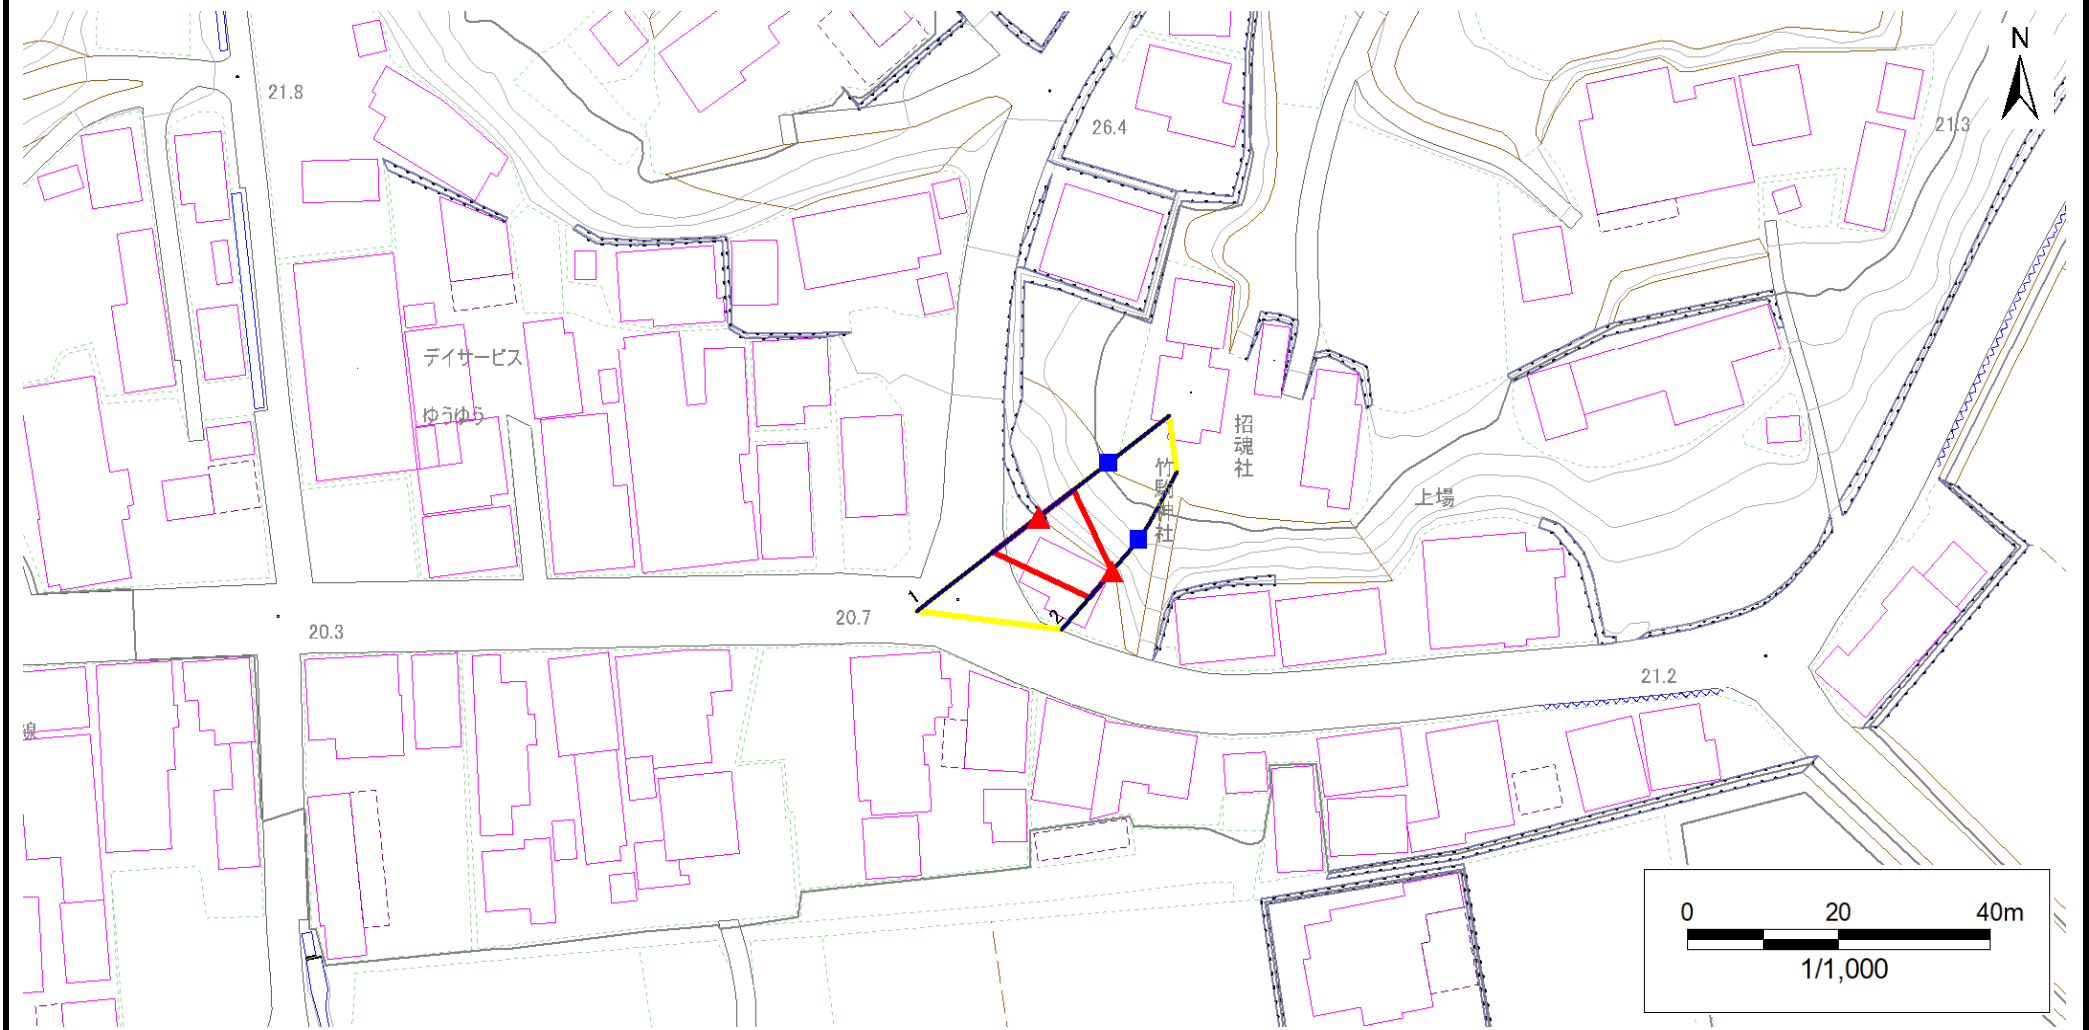 N
21.8
26.4
21.3
デイサービス
ゆうゆう
招魂社
竹駒神社
上場
1
2
20.7
20.3
21.2
線
0 20 40m
1/1,000